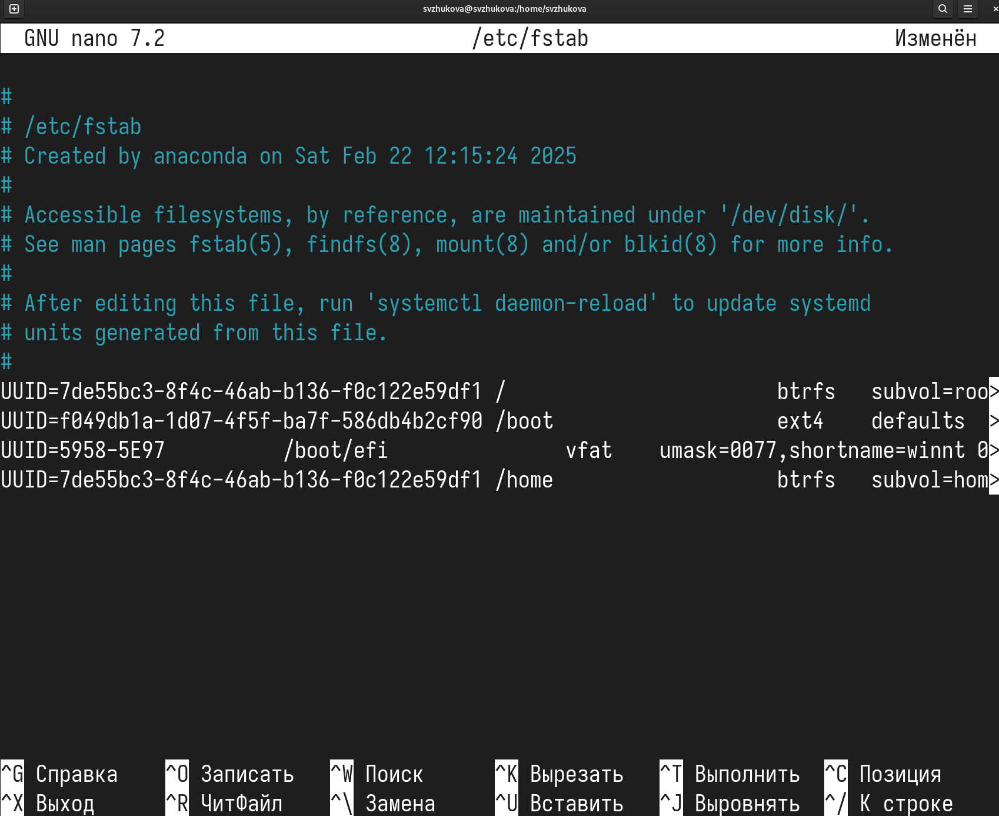 svzhukova@svzhukova:/home/svzhukova
GNU nano 7.2 /etc/fstab Изменён
#
# /etc/fstab
# Created by anaconda on Sat Feb 22 12:15:24 2025
#
# Accessible filesystems, by reference, are maintained under '/dev/disk/'.
# See man pages fstab(5), findfs(8), mount(8) and/or blkid(8) for more info.
#
# After editing this file, run 'systemctl daemon-reload' to update systemd
# units generated from this file.
#
UUID=7de55bc3-8f4c-46ab-b136-f0c122e59df1 / btrfs subvol=roo>
UUID=f049db1a-1d07-4f5f-ba7f-586db4b2cf90 /boot ext4 defaults >
UUID=5958-5E97 /boot/efi vfat umask=0077,shortname=winnt 0>
UUID=7de55bc3-8f4c-46ab-b136-f0c122e59df1 /home btrfs subvol=hom>
^G Справка ^O Записать ^W Поиск ^K Вырезать ^T Выполнить ^C Позиция
^X Выход ^R ЧитФайл ^\ Замена ^U Вставить ^J Выровнять ^/ К строке